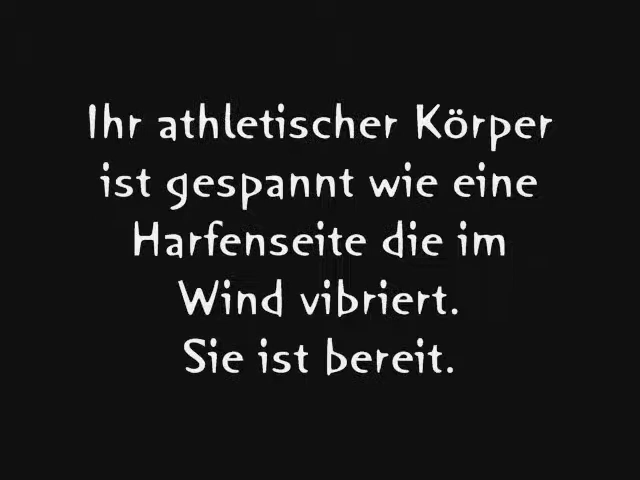 Ihr athletischer Körper
ist gespannt wie eine
Harfenseite die im
Wind vibriert.
Sie ist bereit.